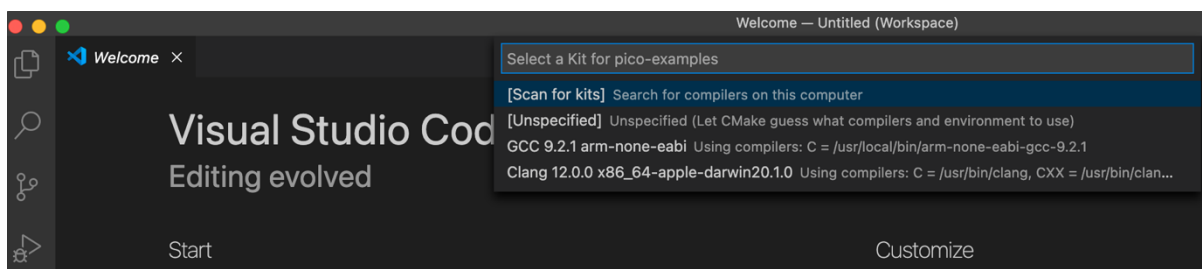 Welcome — Untitled (Workspace)
Welcome ×
Select a Kit for pico-examples
[Scan for kits] Search for compilers on this computer
[Unspecified] Unspecified (Let CMake guess what compilers and environment to use)
GCC 9.2.1 arm-none-eabi Using compilers: C = /usr/local/bin/arm-none-eabi-gcc-9.2.1
Clang 12.0.0 x86_64-apple-darwin20.1.0 Using compilers: C = /usr/bin/clang, CXX = /usr/bin/clan...
Visual Studio Cod
Editing evolved
Start
Customize